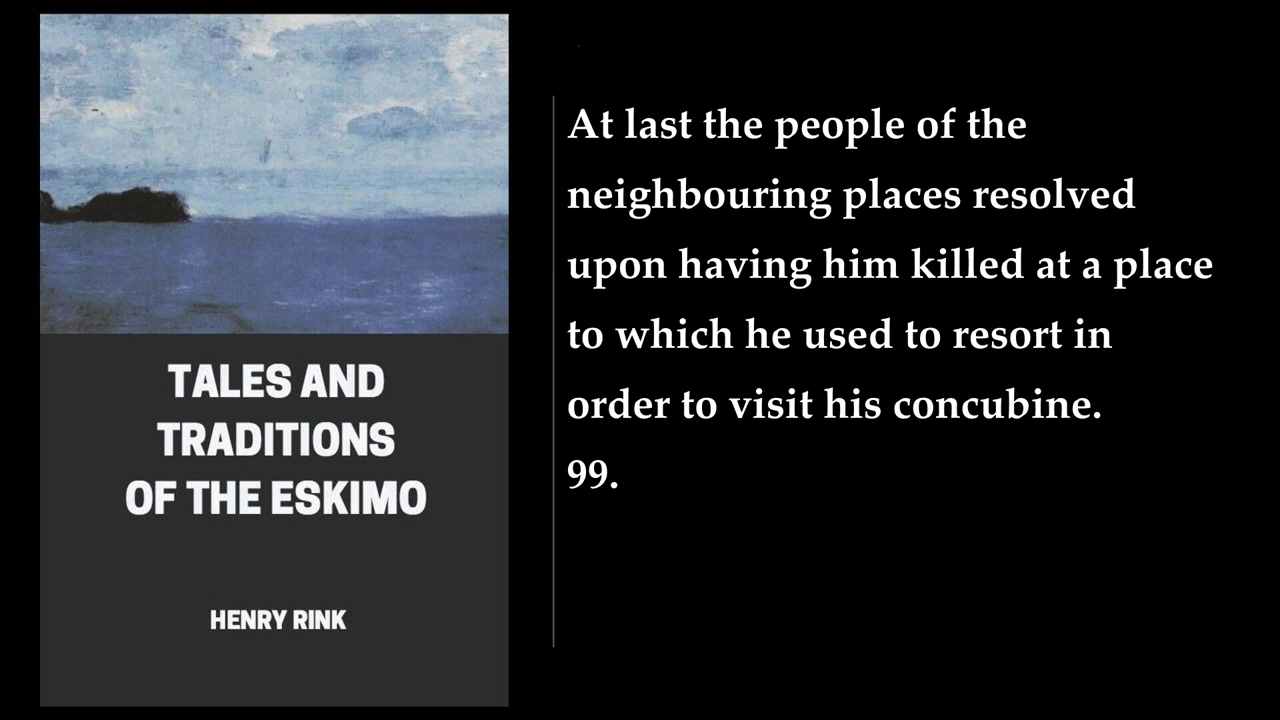 TALES AND
TRADITIONS
OF THE ESKIMO
HENRY RINK
At last the people of the
neighbouring places resolved
upon having him killed at a place
to which he used to resort in
order to visit his concubine.
99.